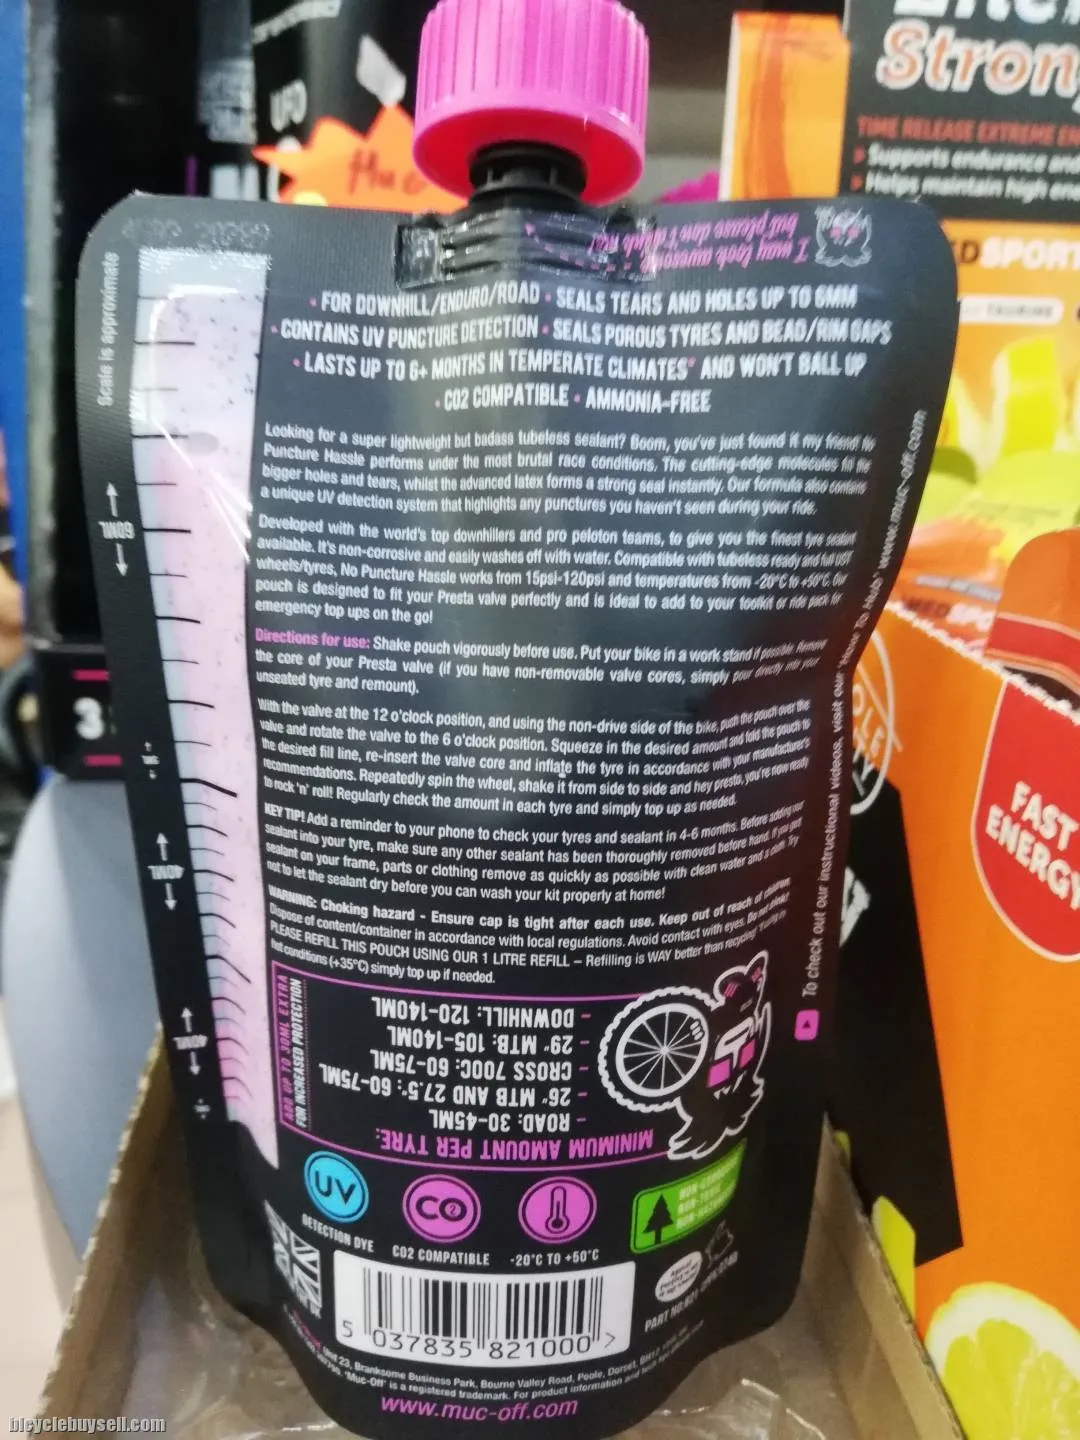 UFO
Strong
TIME RELEASE EXTREME
Supports endurance and
Helps maintain high
I may look awesome
but please don't drink me!
Scale is approximate
• FOR DOWNHILL/ENDURO/ROAD • SEALS TEARS AND HOLES UP TO 6MM
• CONTAINS UV PUNCTURE DETECTION • SEALS POROUS TYRES AND BEAD/RIM GAPS
• LASTS UP TO 6+ MONTHS IN TEMPERATE CLIMATES* AND WON'T BALL UP
• CO2 COMPATIBLE • AMMONIA-FREE
Looking for a super lightweight but badass tubeless sealant? Boom, you've just found it my friend No
Puncture Hassle performs under the most brutal race conditions. The cutting-edge molecules fill the
bigger holes and tears, whilst the advanced latex forms a strong seal instantly. Our formula also contains
a unique UV detection system that highlights any punctures you haven't seen during your ride.
Developed with the world's top downhillers and pro peloton teams, to give you the finest tyre sealant
available. It's non-corrosive and easily washes off with water. Compatible with tubeless ready and full UST
wheels/tyres, No Puncture Hassle works from 15psi-120psi and temperatures from -20°C to +50°C. Our
pouch is designed to fit your Presta valve perfectly and is ideal to add to your toolkit or ride pack for
emergency top ups on the go!
Directions for use: Shake pouch vigorously before use. Put your bike in a work stand if possible. Remove
the core of your Presta valve (if you have non-removable valve cores, simply pour directly into your
unseated tyre and remount).
With the valve at the 12 o'clock position, and using the non-drive side of the bike, push the pouch over the
valve and rotate the valve to the 6 o'clock position. Squeeze in the desired amount and fold the pouch to
the desired fill line, re-insert the valve core and inflate the tyre in accordance with your manufacturer's
recommendations. Repeatedly spin the wheel, shake it from side to side and hey presto, you're now ready
to rock 'n' roll! Regularly check the amount in each tyre and simply top up as needed.
KEY TIP! Add a reminder to your phone to check your tyres and sealant in 4-6 months. Before adding our
sealant into your tyre, make sure any other sealant has been thoroughly removed before hand. If you get
sealant on your frame, parts or clothing remove as quickly as possible with clean water and a cloth. Try
not to let the sealant dry before you can wash your kit properly at home!
WARNING: Choking hazard - Ensure cap is tight after each use. Keep out of reach of children
Dispose of content/container in accordance with local regulations. Avoid contact with eyes. Do not drink!
PLEASE REFILL THIS POUCH USING OUR 1 LITRE REFILL – Refilling is WAY better than recycling!
hot conditions (+35°C) simply top up if needed.
To check out our instructional videos, visit our 'How To Hub' www.muc-off.com
60ML
40ML
MINIMUM AMOUNT PER TYRE:
- ROAD: 30-45ML
- 26" MTB AND 27.5": 60-75ML
- CROSS 700C: 60-75ML
- 29" MTB: 105-140ML
- DOWNHILL: 120-140ML
ADD UP TO 30ML EXTRA
FOR INCREASED PROTECTION
UV
DETECTION DYE
CO2
CO2 COMPATIBLE
-20°C TO +50°C
5 037835 821000 >
PART NO:821
Unit 23, Branksome Business Park, Bourne Valley Road, Poole, Dorset,
'Muc-Off' is a registered trademark. For product information and
www.muc-off.com
3
DSPORT
TAURINE
FAST
ENERGY
bicyclebuysell.com